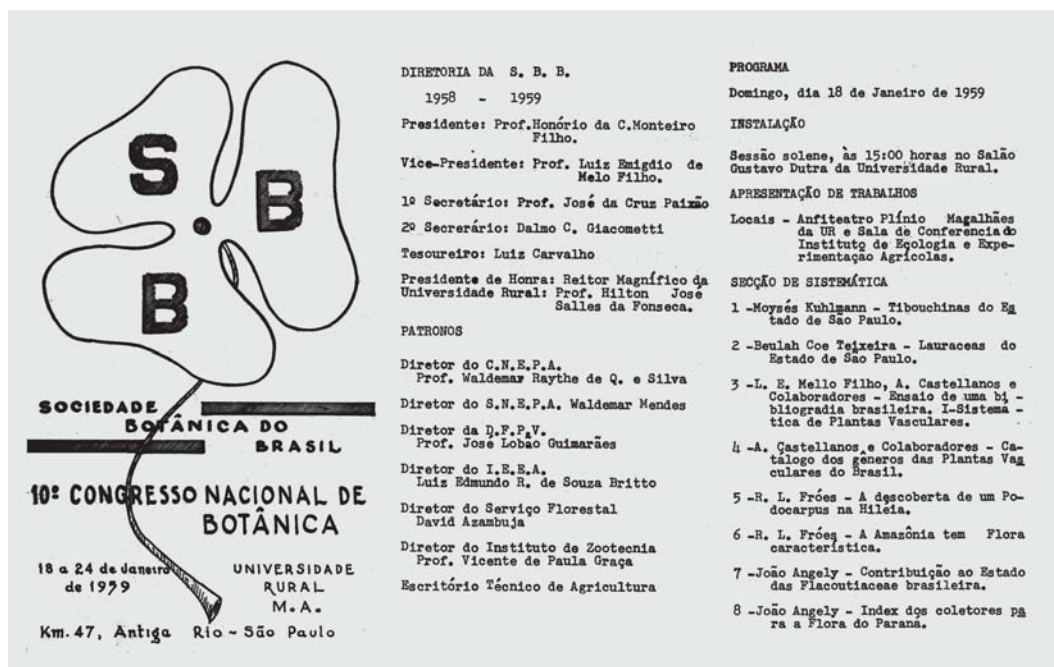 S
B
B
SOCIEDADE
BOTÂNICA DO
BRASIL
10º CONGRESSO NACIONAL DE
BOTÂNICA
18 a 24 de Janeiro
de 1959
UNIVERSIDADE
RURAL
M.A.
Km. 47, Antiga Rio - São Paulo
DIRETORIA DA S. B. B.
1958 - 1959
Presidente: Prof.Honório da C.Monteiro
Filho.
Vice-Presidente: Prof. Luiz Emigdio de
Melo Filho.
1º Secretário: Prof. José da Cruz Paixão
2º Secrerário: Dalmo C. Giacometti
Tesoureiro: Luiz Carvalho
Presidente de Honra: Reitor Magnífico da
Universidade Rural: Prof. Hilton José
Salles da Fonseca.
PATRONOS
Diretor do C.N.E.P.A.
Prof. Waldemar Raythe de Q. e Silva
Diretor do S.N.E.P.A. Waldemar Mendes
Diretor da D.F.P.V.
Prof. José Lobão Guimarães
Diretor do I.E.E.A.
Luiz Edmundo R. de Souza Britto
Diretor do Serviço Florestal
David Azambuja
Diretor do Instituto de Zootecnia
Prof. Vicente de Paula Graça
Escritório Técnico de Agricultura
PROGRAMA
Domingo, dia 18 de Janeiro de 1959
INSTALAÇÃO
Sessão solene, às 15:00 horas no Salão
Gustavo Dutra da Universidade Rural.
APRESENTAÇÃO DE TRABALHOS
Locais - Anfiteatro Plínio Magalhães
da UR e Sala de Conferencia do
Instituto de Ecologia e Expe-
rimentação Agrícolas.
SECÇÃO DE SISTEMÁTICA
1 -Moysés Kuhlmann - Tibouchinas do Es
tado de São Paulo.
2 -Beulah Coe Teixeira - Lauraceas do
Estado de São Paulo.
3 -L. E. Mello Filho, A. Castellanos e
Colaboradores - Ensaio de uma bi -
bliogradia brasileira. I-Sistema -
tica de Plantas Vasculares.
4 -A. Castellanos e Colaboradores - Ca-
tálogo dos gêneros das Plantas Vas
culares do Brasil.
5 -R. L. Fróes - A descoberta de um Po-
docarpus na Hileia.
6 -R. L. Fróes - A Amazônia tem Flora
característica.
7 -João Angely - Contribuição ao Estado
das Flacoutiaceae brasileira.
8 -João Angely - Index dos coletores pa
ra a Flora do Paraná.